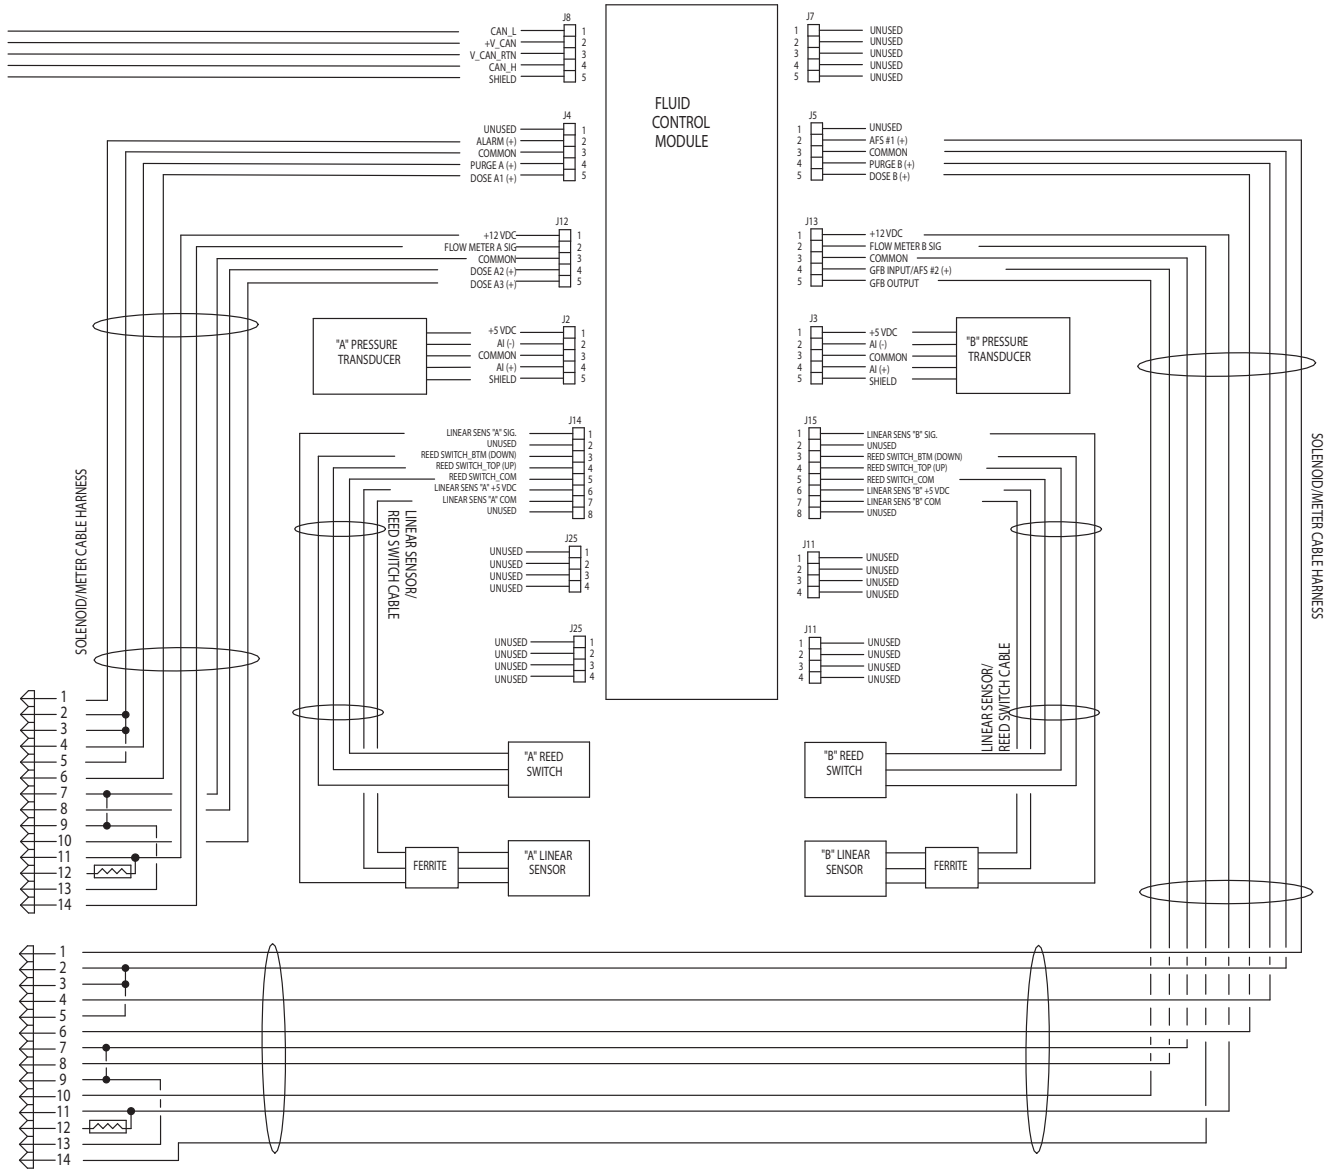 J8
CAN_L 1
+V_CAN 2
V_CAN_RTN 3
CAN_H 4
SHIELD 5
J4
UNUSED 1
ALARM (+) 2
COMMON 3
PURGE A (+) 4
DOSE A1 (+) 5
J12
+12 VDC 1
FLOW METER A SIG 2
COMMON 3
DOSE A2 (+) 4
DOSE A3 (+) 5
J2
+5 VDC 1
AI (-) 2
COMMON 3
AI (+) 4
SHIELD 5
"A" PRESSURE
TRANSDUCER
J14
LINEAR SENS "A" SIG. 1
UNUSED 2
REED SWITCH_BTM (DOWN) 3
REED SWITCH_TOP (UP) 4
REED SWITCH_COM 5
LINEAR SENS "A" +5 VDC 6
LINEAR SENS "A" COM 7
UNUSED 8
J25
UNUSED 1
UNUSED 2
UNUSED 3
UNUSED 4
J25
UNUSED 1
UNUSED 2
UNUSED 3
UNUSED 4
FLUID
CONTROL
MODULE
J7
1 UNUSED
2 UNUSED
3 UNUSED
4 UNUSED
5 UNUSED
J5
1 UNUSED
2 AFS #1 (+)
3 COMMON
4 PURGE B (+)
5 DOSE B (+)
J13
1 +12 VDC
2 FLOW METER B SIG
3 COMMON
4 GFB INPUT/AFS #2 (+)
5 GFB OUTPUT
J3
1 +5 VDC
2 AI (-)
3 COMMON
4 AI (+)
5 SHIELD
"B" PRESSURE
TRANSDUCER
J15
1 LINEAR SENS "B" SIG.
2 UNUSED
3 REED SWITCH_BTM (DOWN)
4 REED SWITCH_TOP (UP)
5 REED SWITCH_COM
6 LINEAR SENS "B" +5 VDC
7 LINEAR SENS "B" COM
8 UNUSED
J11
1 UNUSED
2 UNUSED
3 UNUSED
4 UNUSED
J11
1 UNUSED
2 UNUSED
3 UNUSED
4 UNUSED
SOLENOID/METER CABLE HARNESS
LINEAR SENSOR/
REED SWITCH CABLE
LINEAR SENSOR/
REED SWITCH CABLE
SOLENOID/METER CABLE HARNESS
"A" REED
SWITCH
"B" REED
SWITCH
FERRITE
"A" LINEAR
SENSOR
"B" LINEAR
SENSOR
FERRITE
1
2
3
4
5
6
7
8
9
10
11
12
13
14
1
2
3
4
5
6
7
8
9
10
11
12
13
14